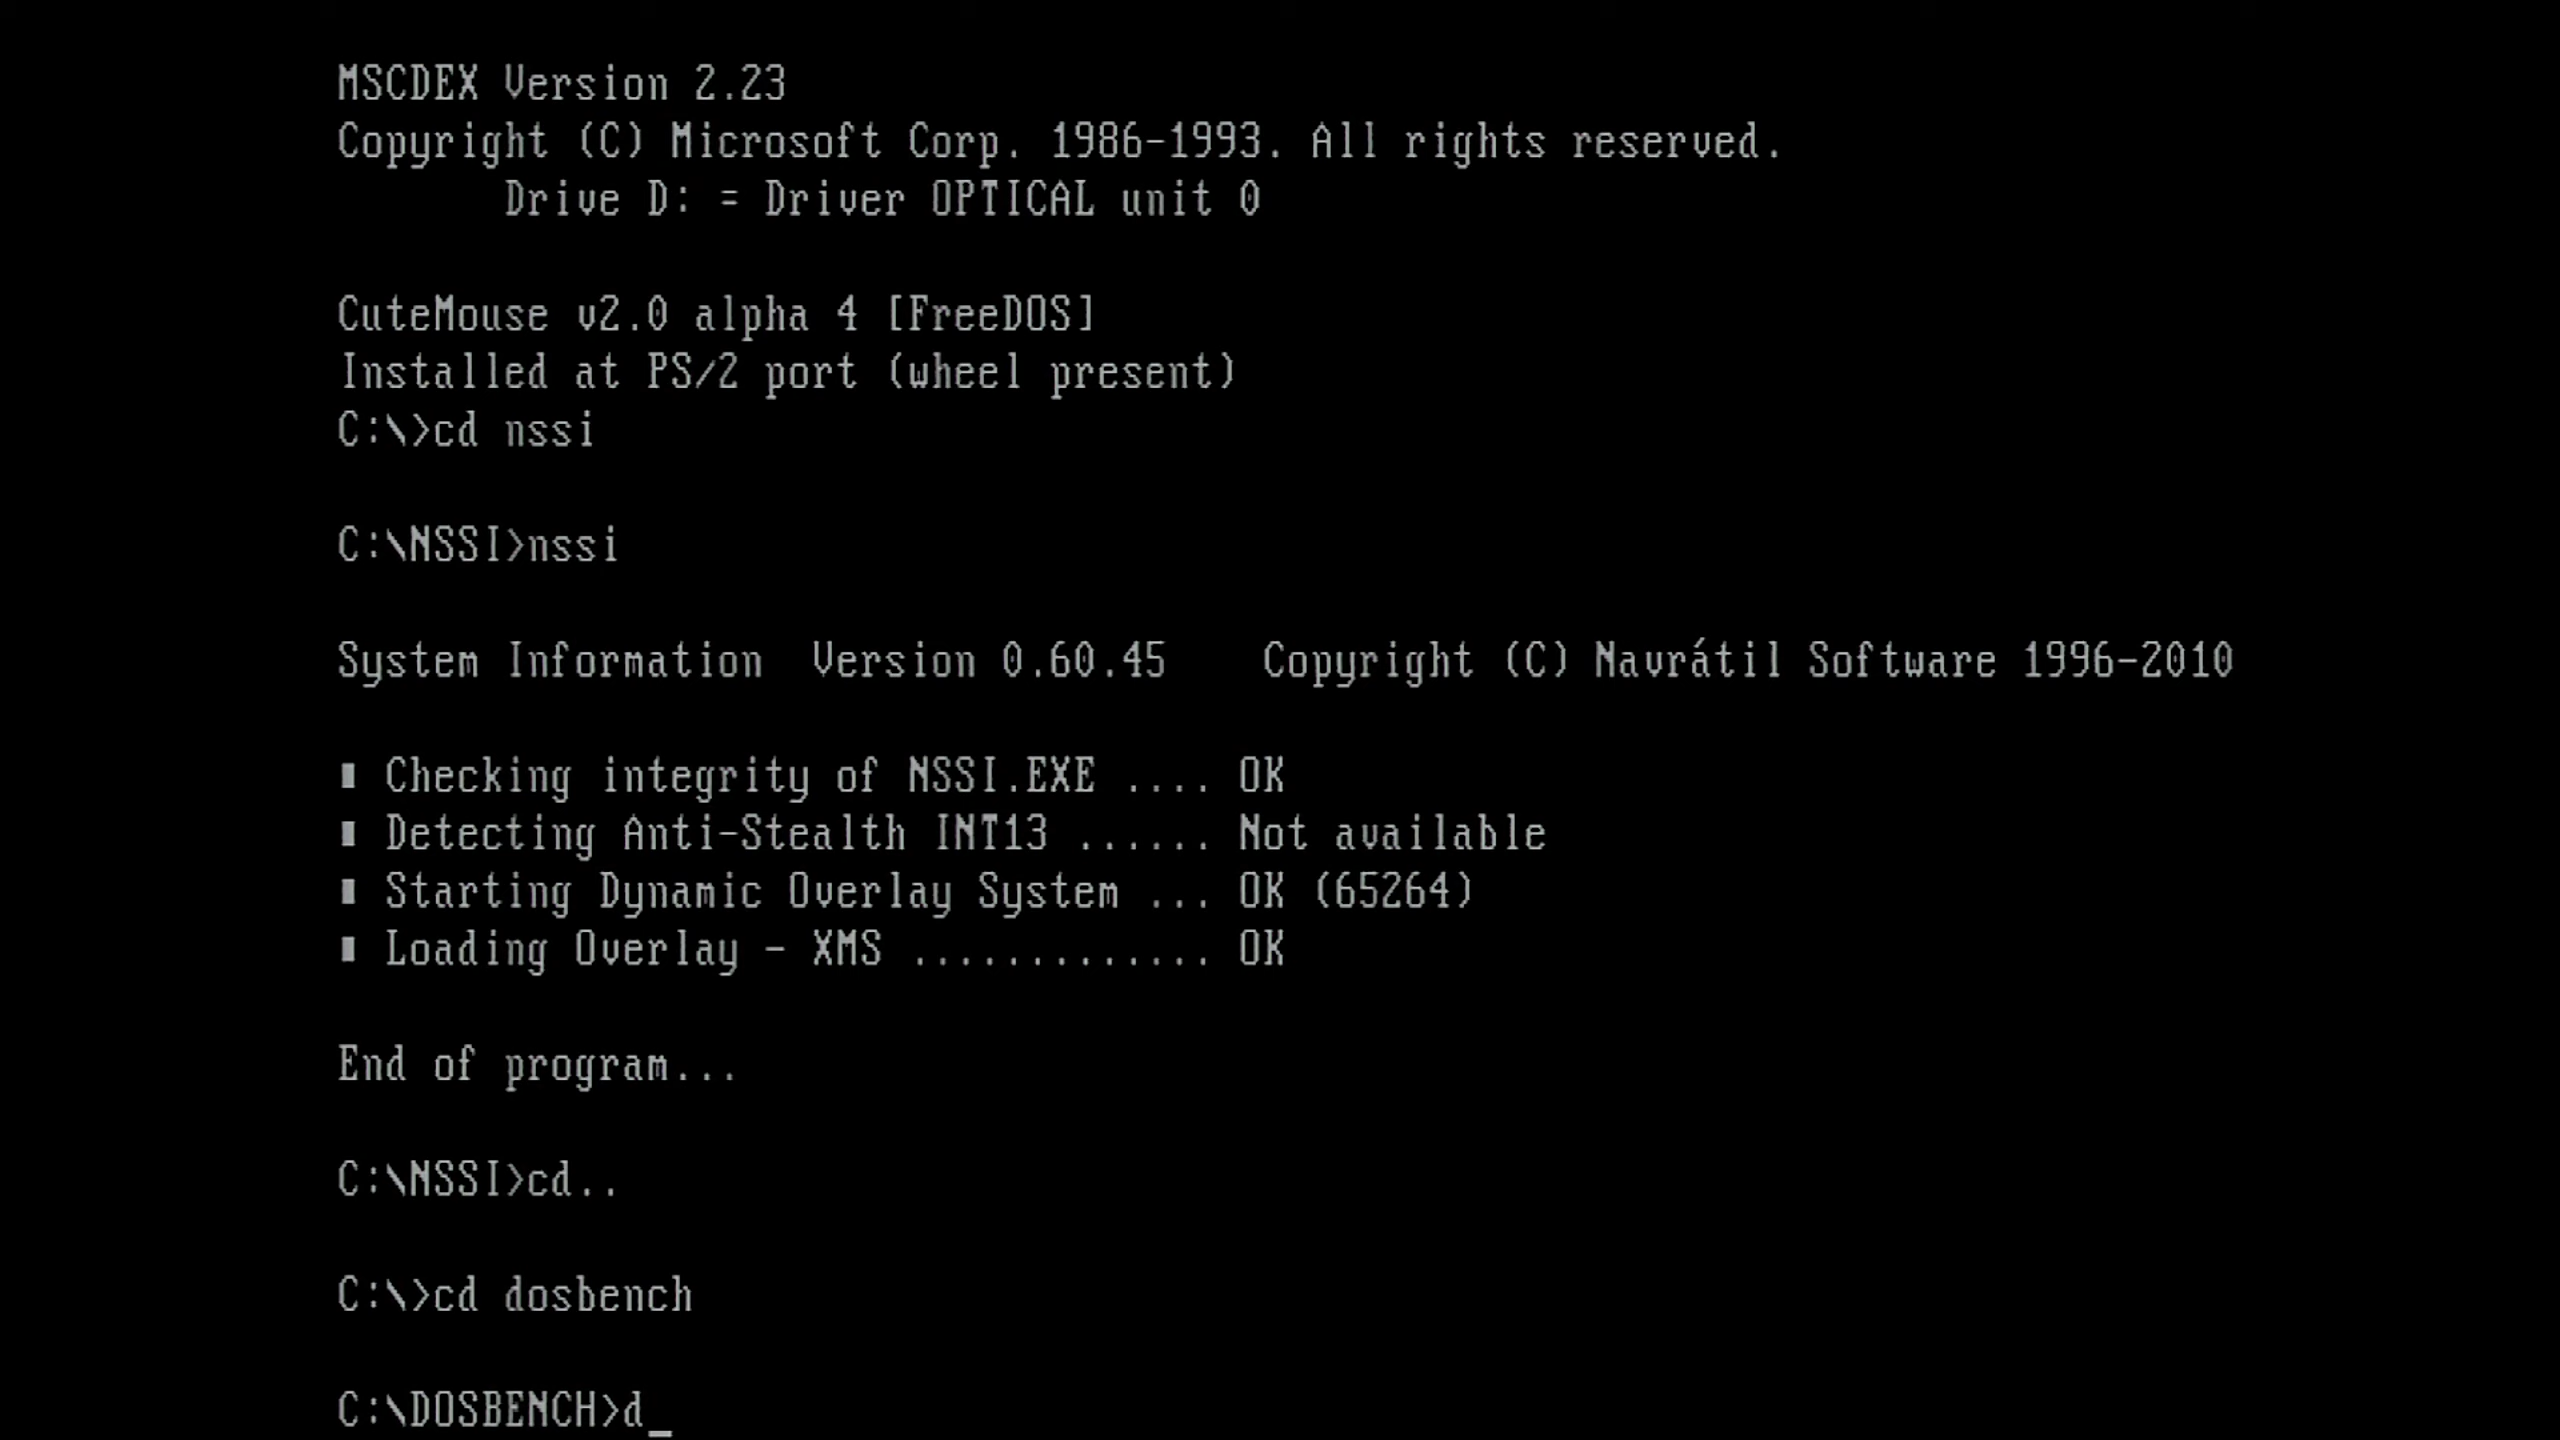 MSCDEX Version 2.23
Copyright (C) Microsoft Corp. 1986-1993. All rights reserved.
Drive D: = Driver OPTICAL unit 0
CuteMouse v2.0 alpha 4 [FreeDOS]
Installed at PS/2 port (wheel present)
C:\>cd nssi
C:\NSSI>nssi
System Information  Version 0.60.45    Copyright (C) Navrátil Software 1996-2010
▮ Checking integrity of NSSI.EXE .... OK
▮ Detecting Anti-Stealth INT13 ...... Not available
▮ Starting Dynamic Overlay System ... OK (65264)
▮ Loading Overlay - XMS ............. OK
End of program...
C:\NSSI>cd..
C:\>cd dosbench
C:\DOSBENCH>d_